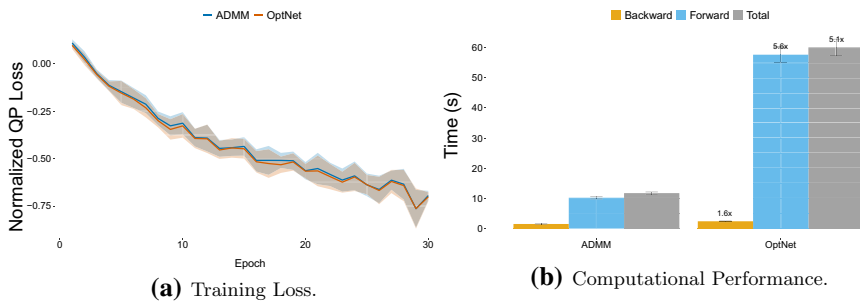 ADMM OptNet
Normalized QP Loss
0.00
−0.25
−0.50
−0.75
0 10 20 30
Epoch
(a) Training Loss.
Backward Forward Total
Time (s)
60
50
40
30
20
10
0
5.6x
5.1x
1.6x
ADMM OptNet
(b) Computational Performance.